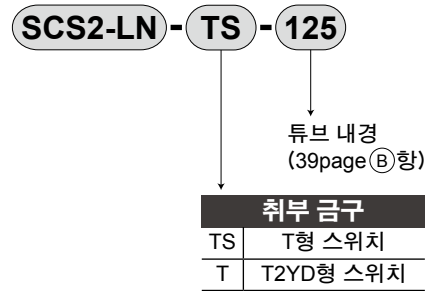 SCS2-LN - TS - 125
튜브 내경
(39page Ⓑ항)
취부 금구
TS T형 스위치
T T2YD형 스위치